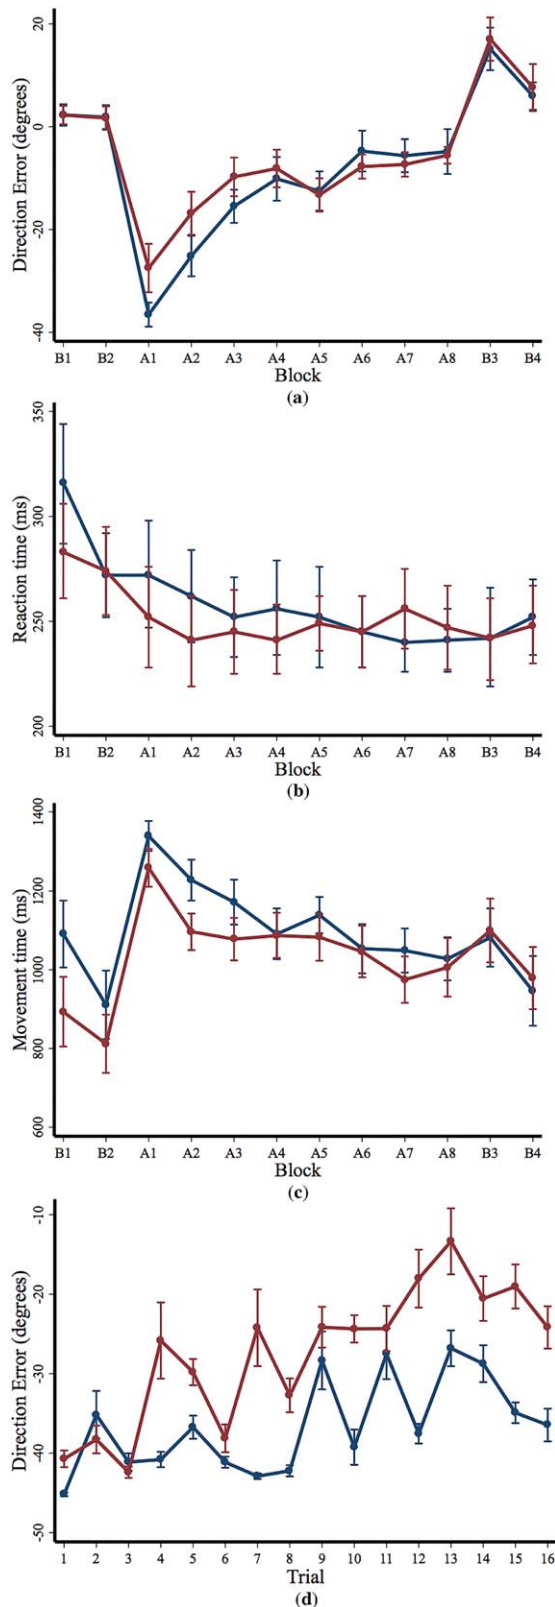 Direction Error (degrees)
20
0
-20
-40
B1 B2 A1 A2 A3 A4 A5 A6 A7 A8 B3 B4
Block
(a)
Reaction time (ms)
350
300
250
200
B1 B2 A1 A2 A3 A4 A5 A6 A7 A8 B3 B4
Block
(b)
Movement time (ms)
1400
1200
1000
800
600
B1 B2 A1 A2 A3 A4 A5 A6 A7 A8 B3 B4
Block
(c)
Direction Error (degrees)
-10
-20
-30
-40
-50
1 2 3 4 5 6 7 8 9 10 11 12 13 14 15 16
Trial
(d)